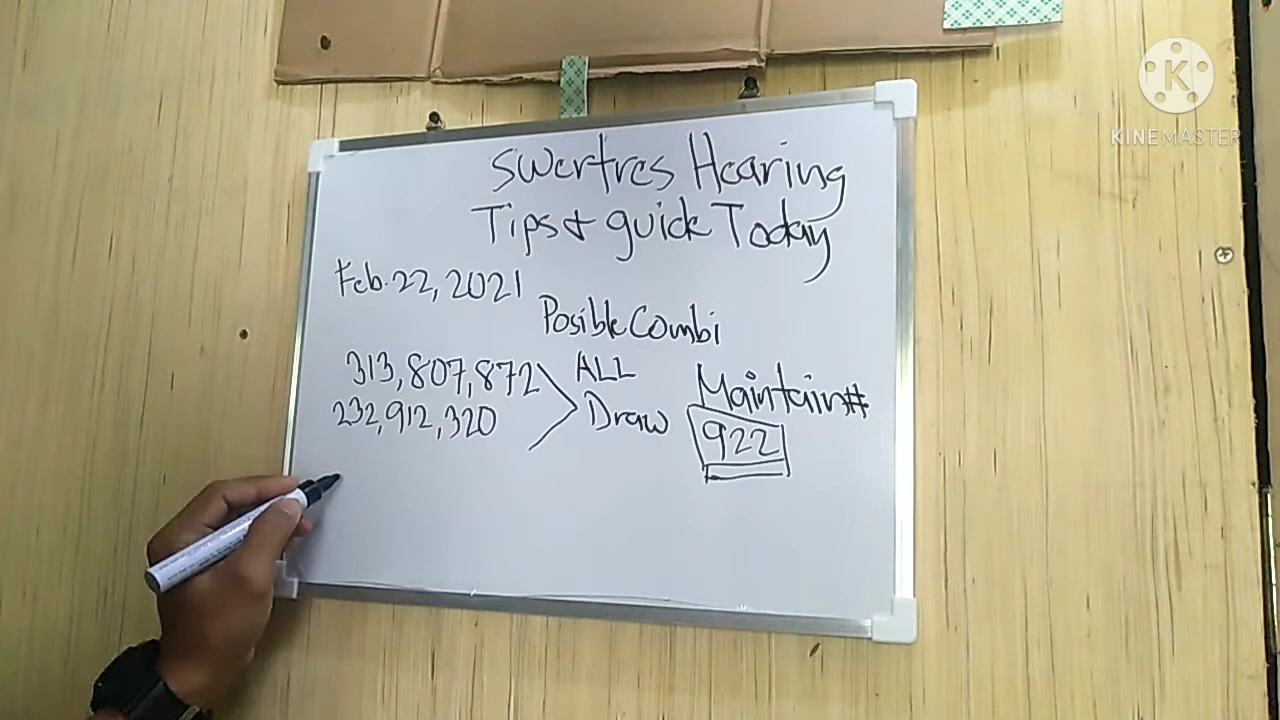 Swertres Hearing
Tips & guick Today
Feb. 22, 2021
Posible Combi
313, 807, 872
232, 912, 320
ALL
Draw
Maintain#
922
KINEMASTER